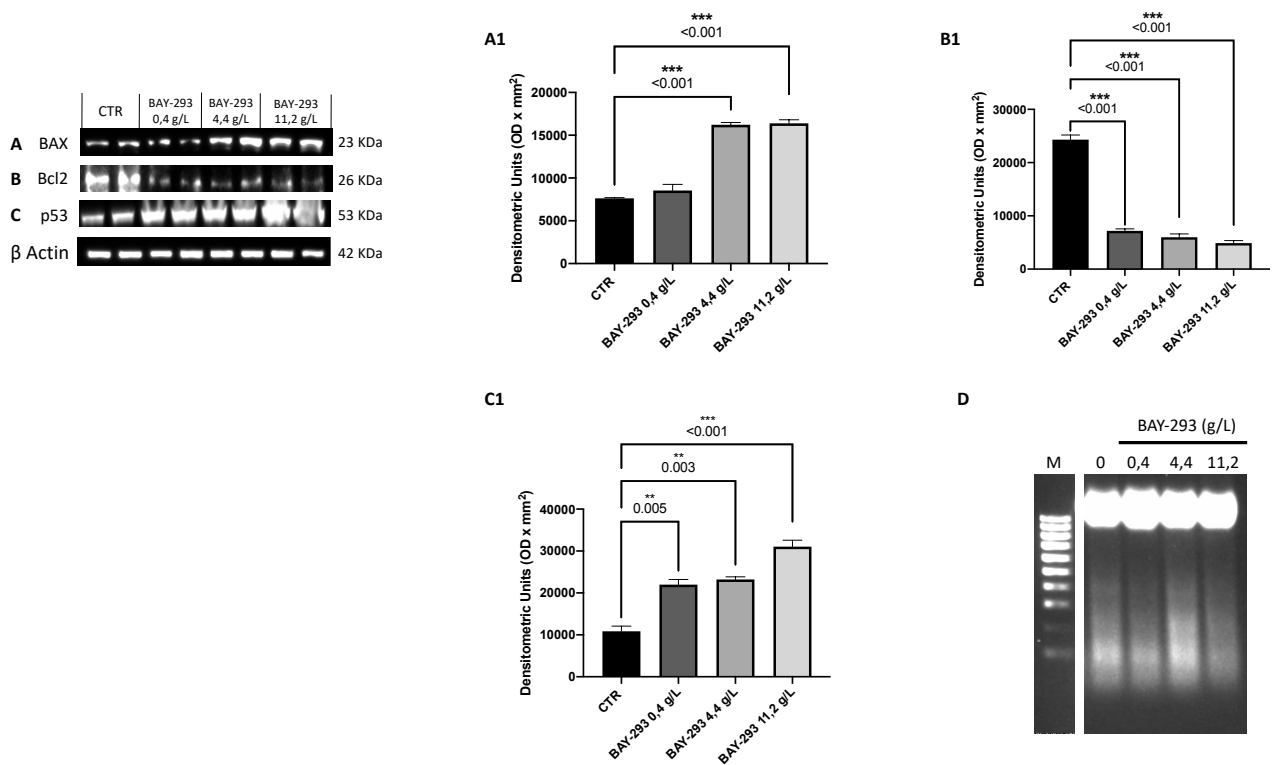 CTR
BAY-293
0,4 g/L
BAY-293
4,4 g/L
BAY-293
11,2 g/L
A BAX 23 KDa
B Bcl2 26 KDa
C p53 53 KDa
β Actin 42 KDa
A1
***
<0.001
***
<0.001
Densitometric Units (OD x mm²)
20000
15000
10000
5000
0
CTR
BAY-293 0,4 g/L
BAY-293 4,4 g/L
BAY-293 11,2 g/L
B1
***
<0.001
***
<0.001
***
<0.001
Densitometric Units (OD x mm²)
30000
20000
10000
0
CTR
BAY-293 0,4 g/L
BAY-293 4,4 g/L
BAY-293 11,2 g/L
C1
***
<0.001
**
0.003
**
0.005
Densitometric Units (OD x mm²)
40000
30000
20000
10000
0
CTR
BAY-293 0,4 g/L
BAY-293 4,4 g/L
BAY-293 11,2 g/L
D
BAY-293 (g/L)
M 0 0,4 4,4 11,2